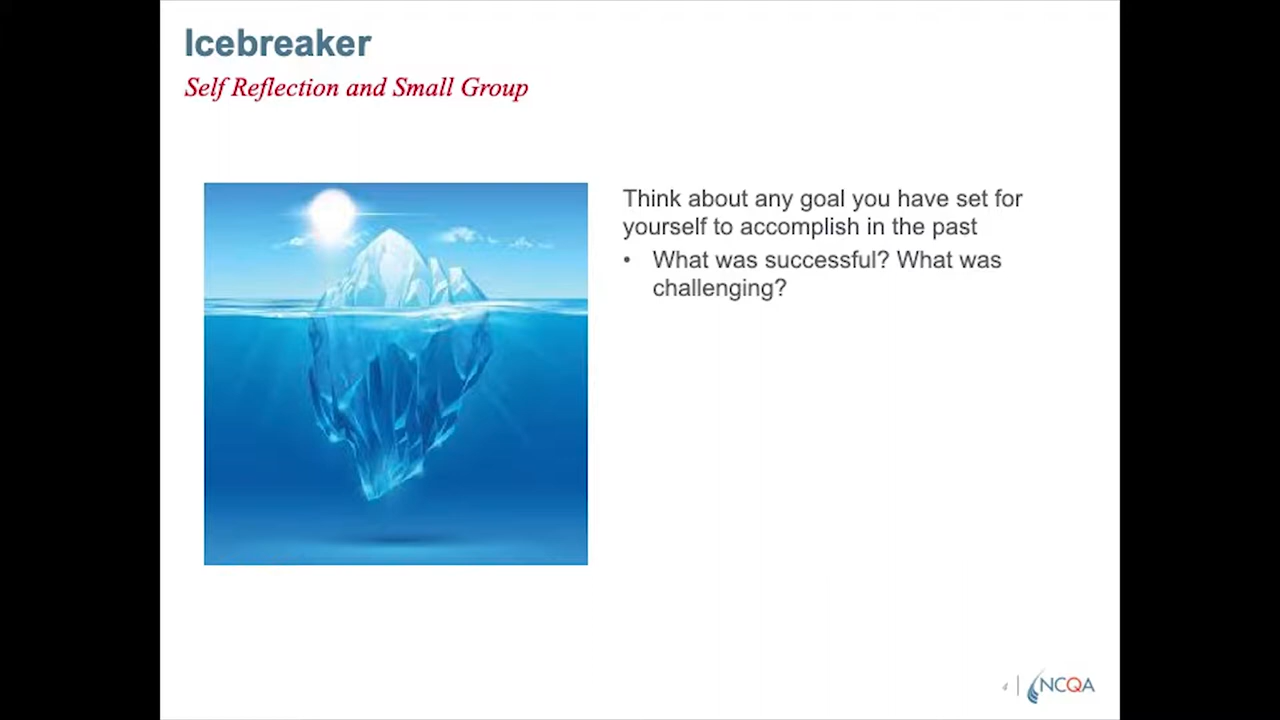 Icebreaker
Self Reflection and Small Group
Think about any goal you have set for
yourself to accomplish in the past
• What was successful? What was
challenging?
4 | NCQA